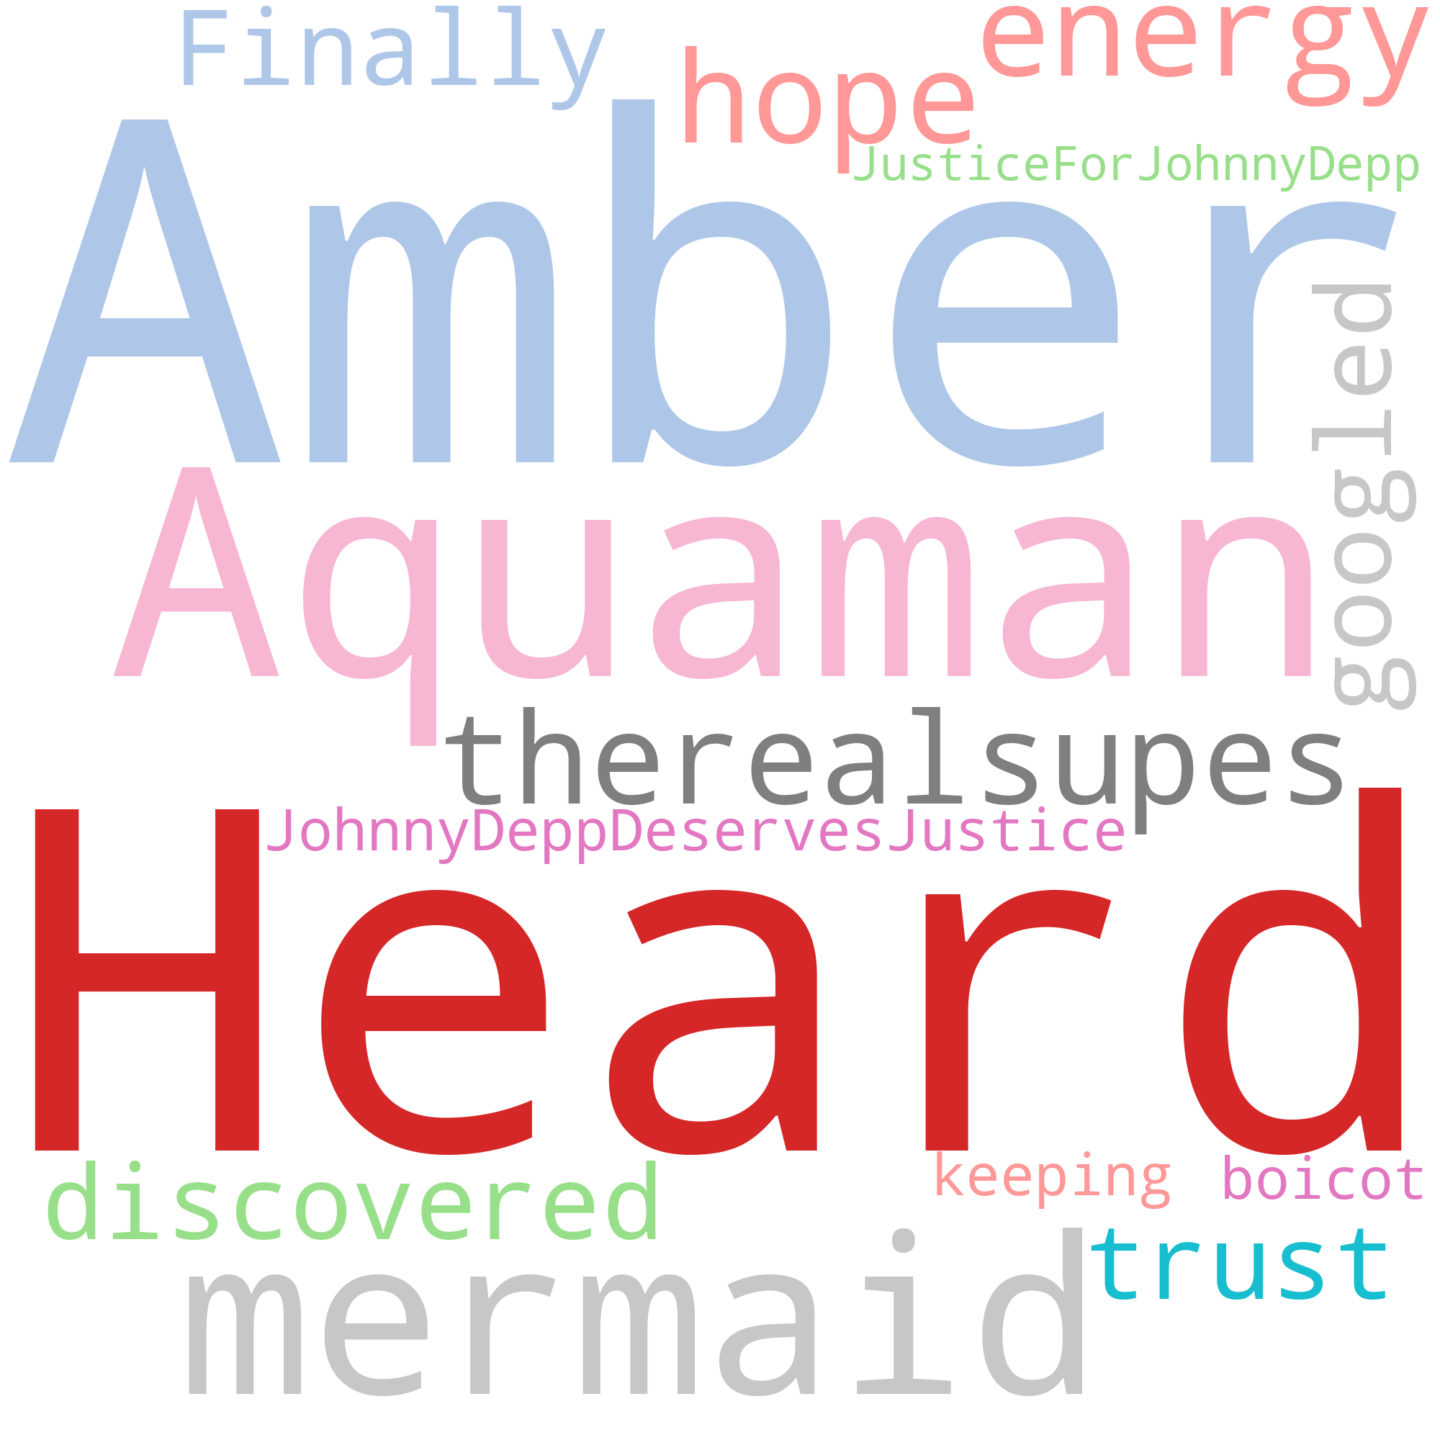 Finally
energy
hope
JusticeForJohnnyDepp
Amber
googled
Aquaman
therealsupes
JohnnyDeppDeservesJustice
Heard
discovered
keeping
boicot
trust
mermaid